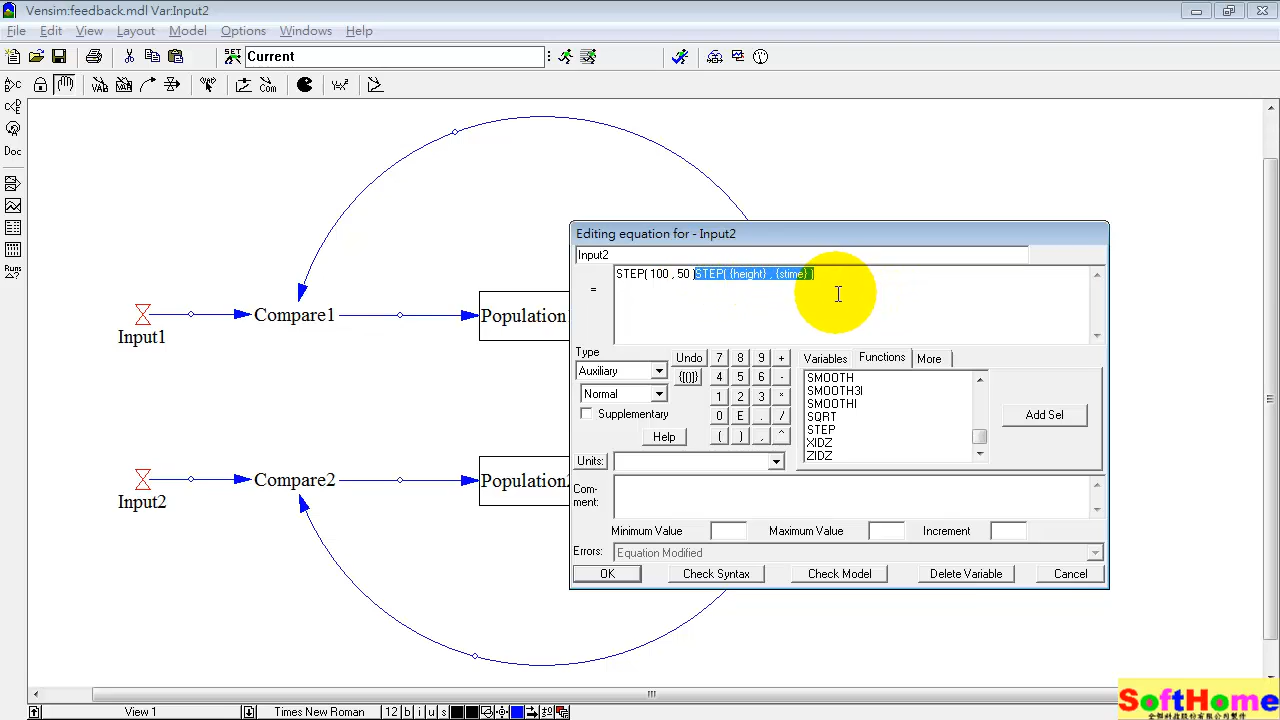 Vensim:feedback.mdl Var:Input2
File Edit View Layout Model Options Windows Help
SET Current
Doc
Runs?
Com
Compare1
Population1
Input1
Compare2
Population2
Input2
Editing equation for - Input2
Input2
= STEP( 100 , 50 )STEP( {height} , {stime} )
Type
Auxiliary
Normal
Supplementary
Help
Undo 7 8 9 +
{[()]} 4 5 6 -
1 2 3 *
0 E . /
( ) , ^
Variables Functions More
SMOOTH
SMOOTH3I
SMOOTHI
SQRT
STEP
XIDZ
ZIDZ
Add Sel
Units:
Com-
ment:
Minimum Value Maximum Value Increment
Errors: Equation Modified
OK Check Syntax Check Model Delete Variable Cancel
View 1 Times New Roman 12 b i u s
SoftHome